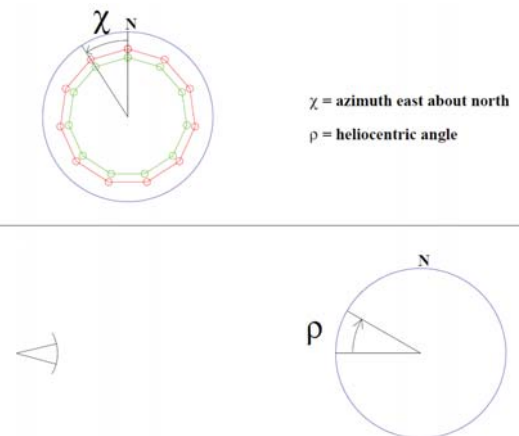 χ
N
χ = azimuth east about north
ρ = heliocentric angle
N
ρ